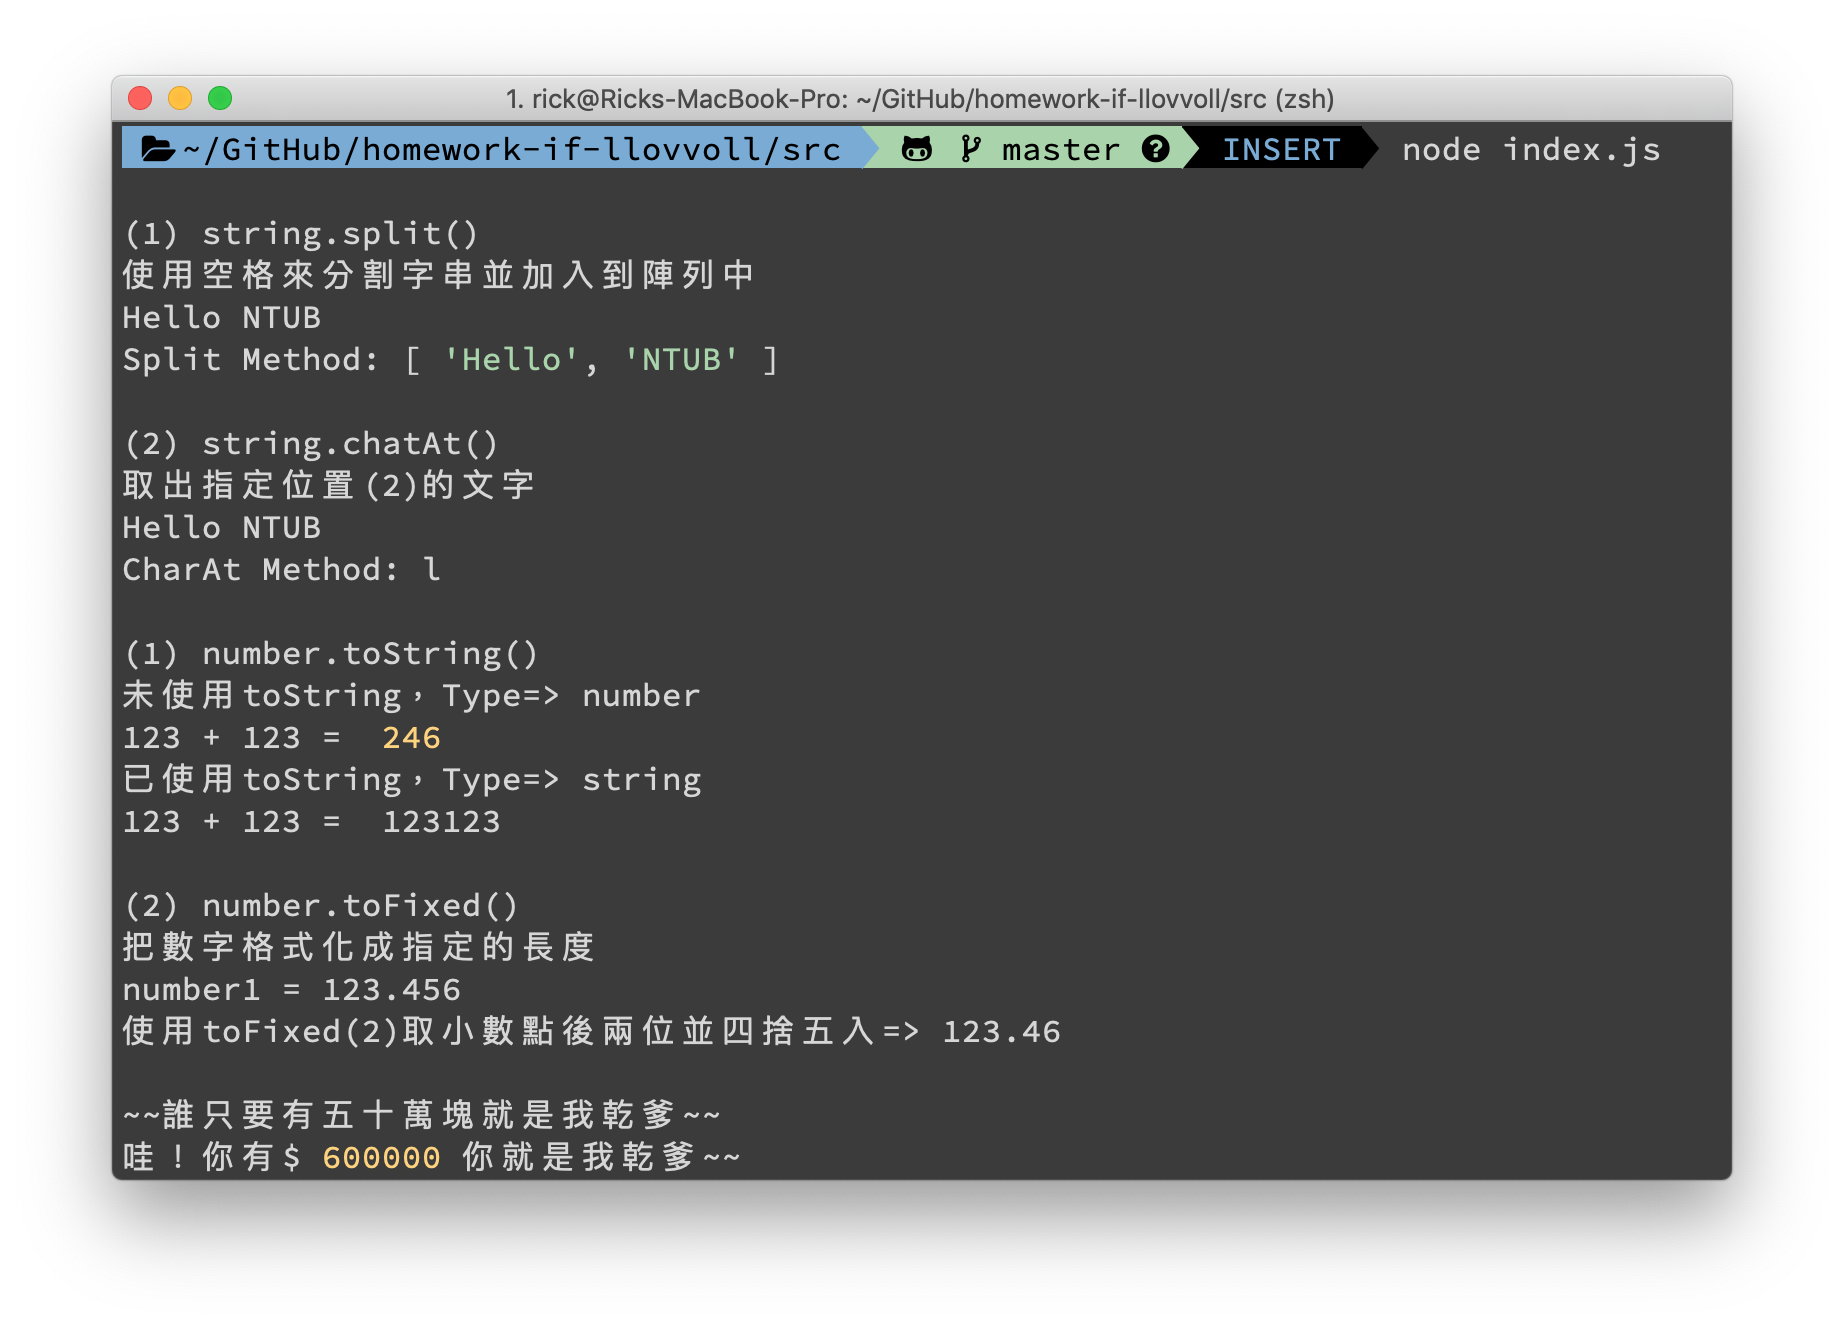 1. rick@Ricks-MacBook-Pro: ~/GitHub/homework-if-llovvoll/src (zsh)
~/GitHub/homework-if-llovvoll/src master ? INSERT node index.js
(1) string.split()
使用空格來分割字串並加入到陣列中
Hello NTUB
Split Method: [ 'Hello', 'NTUB' ]
(2) string.chatAt()
取出指定位置(2)的文字
Hello NTUB
CharAt Method: l
(1) number.toString()
未使用toString，Type=> number
123 + 123 =  246
已使用toString，Type=> string
123 + 123 =  123123
(2) number.toFixed()
把數字格式化成指定的長度
number1 = 123.456
使用toFixed(2)取小數點後兩位並四捨五入=> 123.46
~~誰只要有五十萬塊就是我乾爹~~
哇！你有$ 600000 你就是我乾爹~~